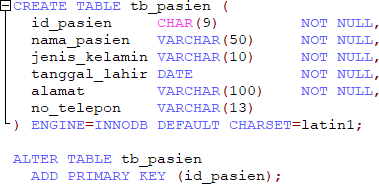 CREATE TABLE tb_pasien (
id_pasien CHAR(9) NOT NULL,
nama_pasien VARCHAR(50) NOT NULL,
jenis_kelamin VARCHAR(10) NOT NULL,
tanggal_lahir DATE NOT NULL,
alamat VARCHAR(100) NOT NULL,
no_telepon VARCHAR(13)
) ENGINE=INNODB DEFAULT CHARSET=latin1;
ALTER TABLE tb_pasien
ADD PRIMARY KEY (id_pasien);